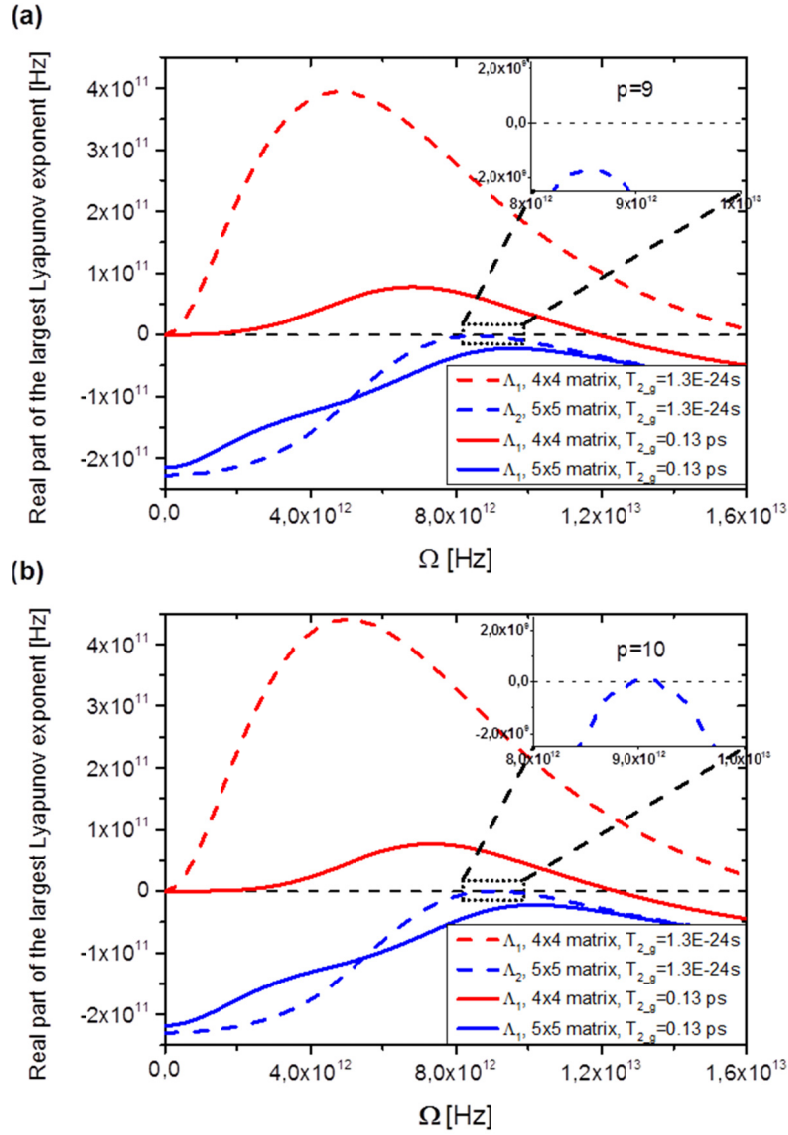 (a)
Real part of the largest Lyapunov exponent [Hz]
4x10¹¹
3x10¹¹
2x10¹¹
1x10¹¹
0
-1x10¹¹
-2x10¹¹
p=9
2,0x10⁹
0,0
-2,0x10⁹
8x10¹² 9x10¹² 1x10¹³
Λ₁, 4x4 matrix, T₂_g=1.3E-24s
Λ₂, 5x5 matrix, T₂_g=1.3E-24s
Λ₁, 4x4 matrix, T₂_g=0.13 ps
Λ₁, 5x5 matrix, T₂_g=0.13 ps
0,0 4,0x10¹² 8,0x10¹² 1,2x10¹³ 1,6x10¹³
Ω [Hz]
(b)
Real part of the largest Lyapunov exponent [Hz]
4x10¹¹
3x10¹¹
2x10¹¹
1x10¹¹
0
-1x10¹¹
-2x10¹¹
p=10
2,0x10⁹
0,0
-2,0x10⁹
8,0x10¹² 9,0x10¹² 1,0x10¹³
Λ₁, 4x4 matrix, T₂_g=1.3E-24s
Λ₂, 5x5 matrix, T₂_g=1.3E-24s
Λ₁, 4x4 matrix, T₂_g=0.13 ps
Λ₁, 5x5 matrix, T₂_g=0.13 ps
0,0 4,0x10¹² 8,0x10¹² 1,2x10¹³ 1,6x10¹³
Ω [Hz]